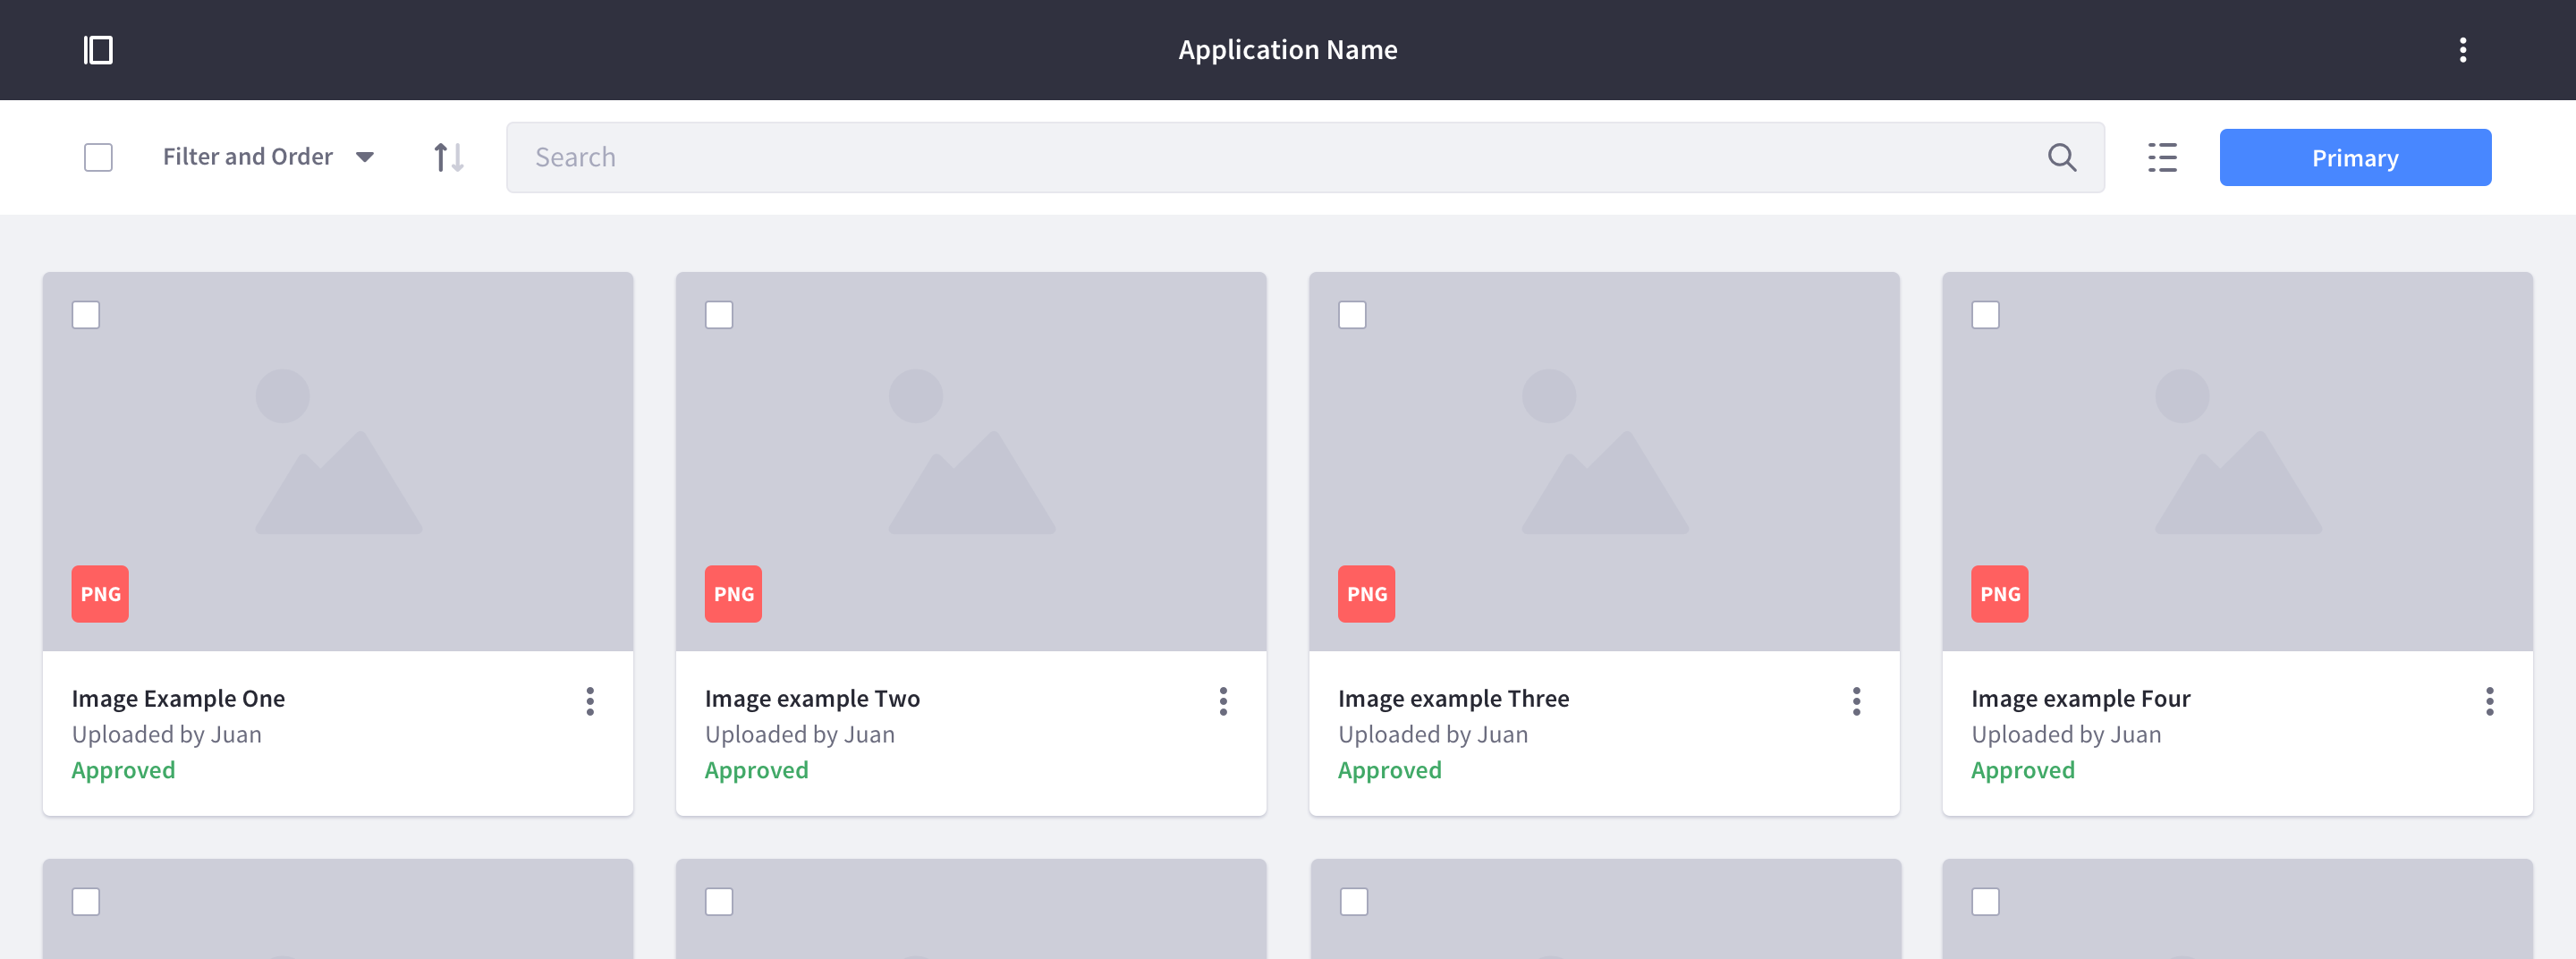 Application Name
Filter and Order
Search
Primary
PNG
PNG
PNG
PNG
Image Example One
Uploaded by Juan
Approved
Image example Two
Uploaded by Juan
Approved
Image example Three
Uploaded by Juan
Approved
Image example Four
Uploaded by Juan
Approved